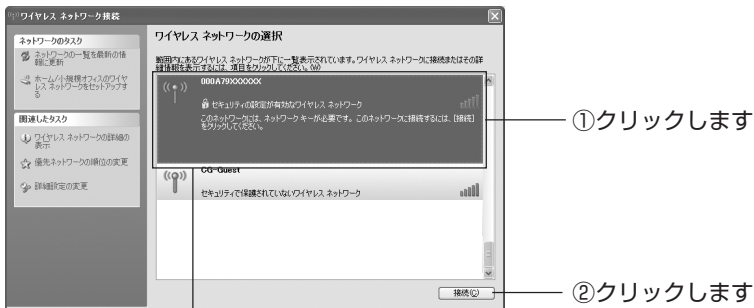 ワイヤレス ネットワーク接続
ネットワークのタスク
ネットワークの一覧を最新の情
報に更新
ホーム/小規模オフィスのワイヤ
レス ネットワークをセットアップす
る
関連したタスク
ワイヤレス ネットワークの詳細の
表示
優先ネットワークの順位の変更
詳細設定の変更
ワイヤレス ネットワークの選択
範囲内にあるワイヤレス ネットワークが下に一覧表示されています。ワイヤレス ネットワークに接続またはその詳
細情報を表示するには、項目をクリックしてください。(W)
000A79XXXXXX
セキュリティの設定が有効なワイヤレス ネットワーク
このネットワークには、ネットワーク キーが必要です。このネットワークに接続するには、[接続]
をクリックしてください。
CG-Guest
セキュリティで保護されていないワイヤレス ネットワーク
接続(C)
①クリックします
②クリックします